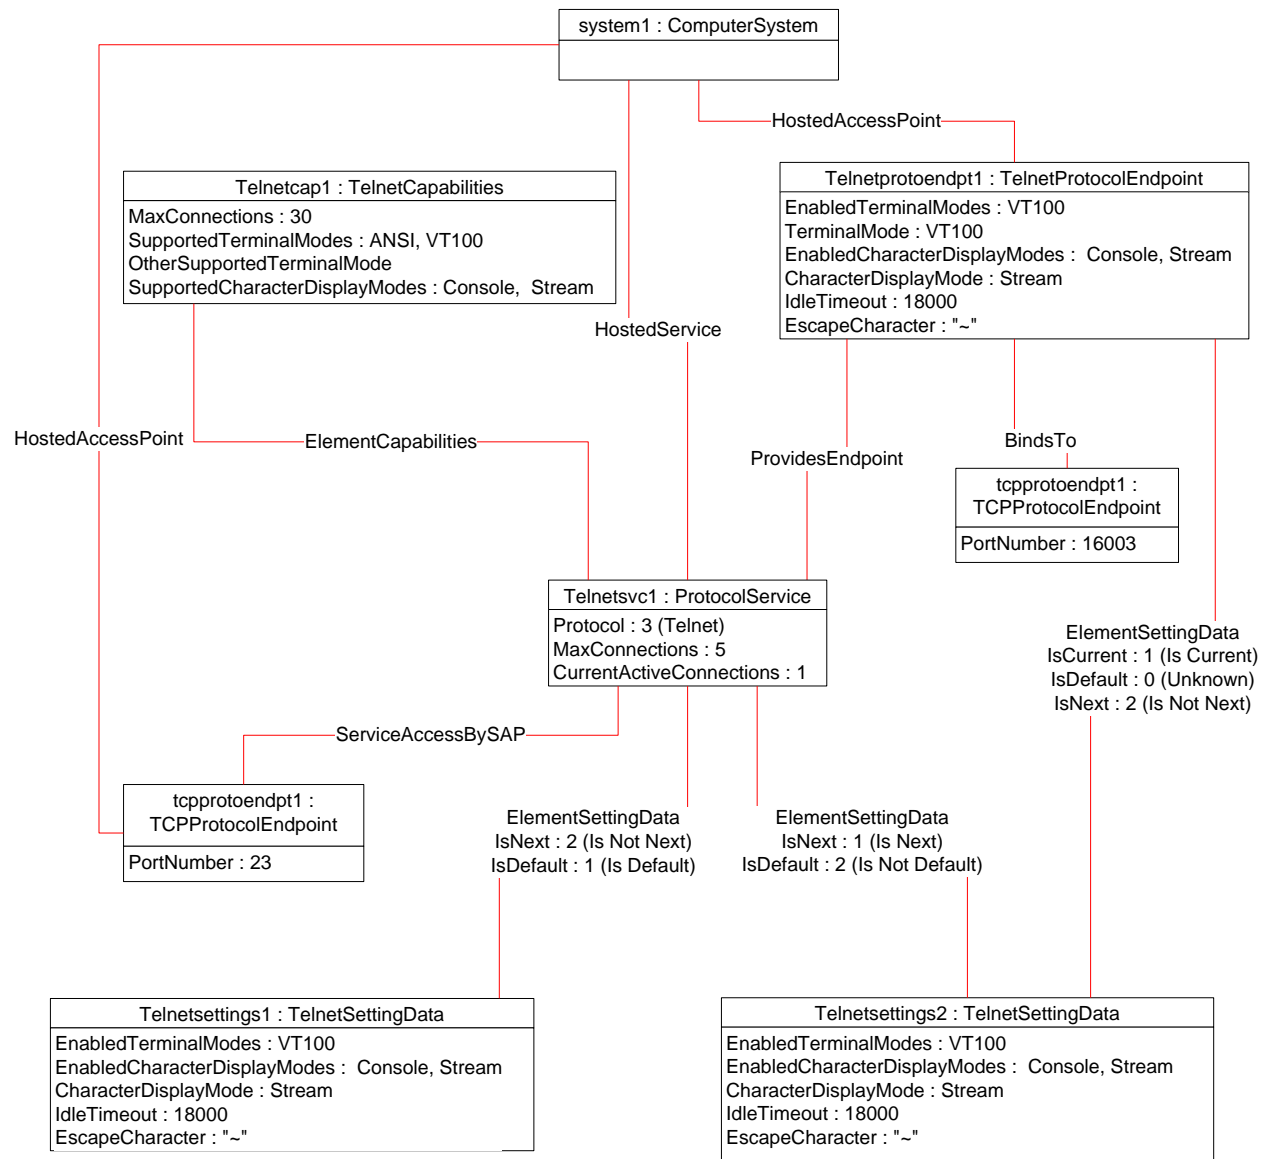 system1 : ComputerSystem
HostedAccessPoint
Telnetcap1 : TelnetCapabilities
MaxConnections : 30
SupportedTerminalModes : ANSI, VT100
OtherSupportedTerminalMode
SupportedCharacterDisplayModes : Console,  Stream
Telnetprotoendpt1 : TelnetProtocolEndpoint
EnabledTerminalModes : VT100
TerminalMode : VT100
EnabledCharacterDisplayModes :  Console, Stream
CharacterDisplayMode : Stream
IdleTimeout : 18000
EscapeCharacter : "~"
HostedService
HostedAccessPoint
ElementCapabilities
ProvidesEndpoint
BindsTo
tcpprotoendpt1 :
TCPProtocolEndpoint
PortNumber : 16003
Telnetsvc1 : ProtocolService
Protocol : 3 (Telnet)
MaxConnections : 5
CurrentActiveConnections : 1
ElementSettingData
IsCurrent : 1 (Is Current)
IsDefault : 0 (Unknown)
IsNext : 2 (Is Not Next)
ServiceAccessBySAP
tcpprotoendpt1 :
TCPProtocolEndpoint
PortNumber : 23
ElementSettingData
IsNext : 2 (Is Not Next)
IsDefault : 1 (Is Default)
ElementSettingData
IsNext : 1 (Is Next)
IsDefault : 2 (Is Not Default)
Telnetsettings1 : TelnetSettingData
EnabledTerminalModes : VT100
EnabledCharacterDisplayModes :  Console, Stream
CharacterDisplayMode : Stream
IdleTimeout : 18000
EscapeCharacter : "~"
Telnetsettings2 : TelnetSettingData
EnabledTerminalModes : VT100
EnabledCharacterDisplayModes :  Console, Stream
CharacterDisplayMode : Stream
IdleTimeout : 18000
EscapeCharacter : "~"